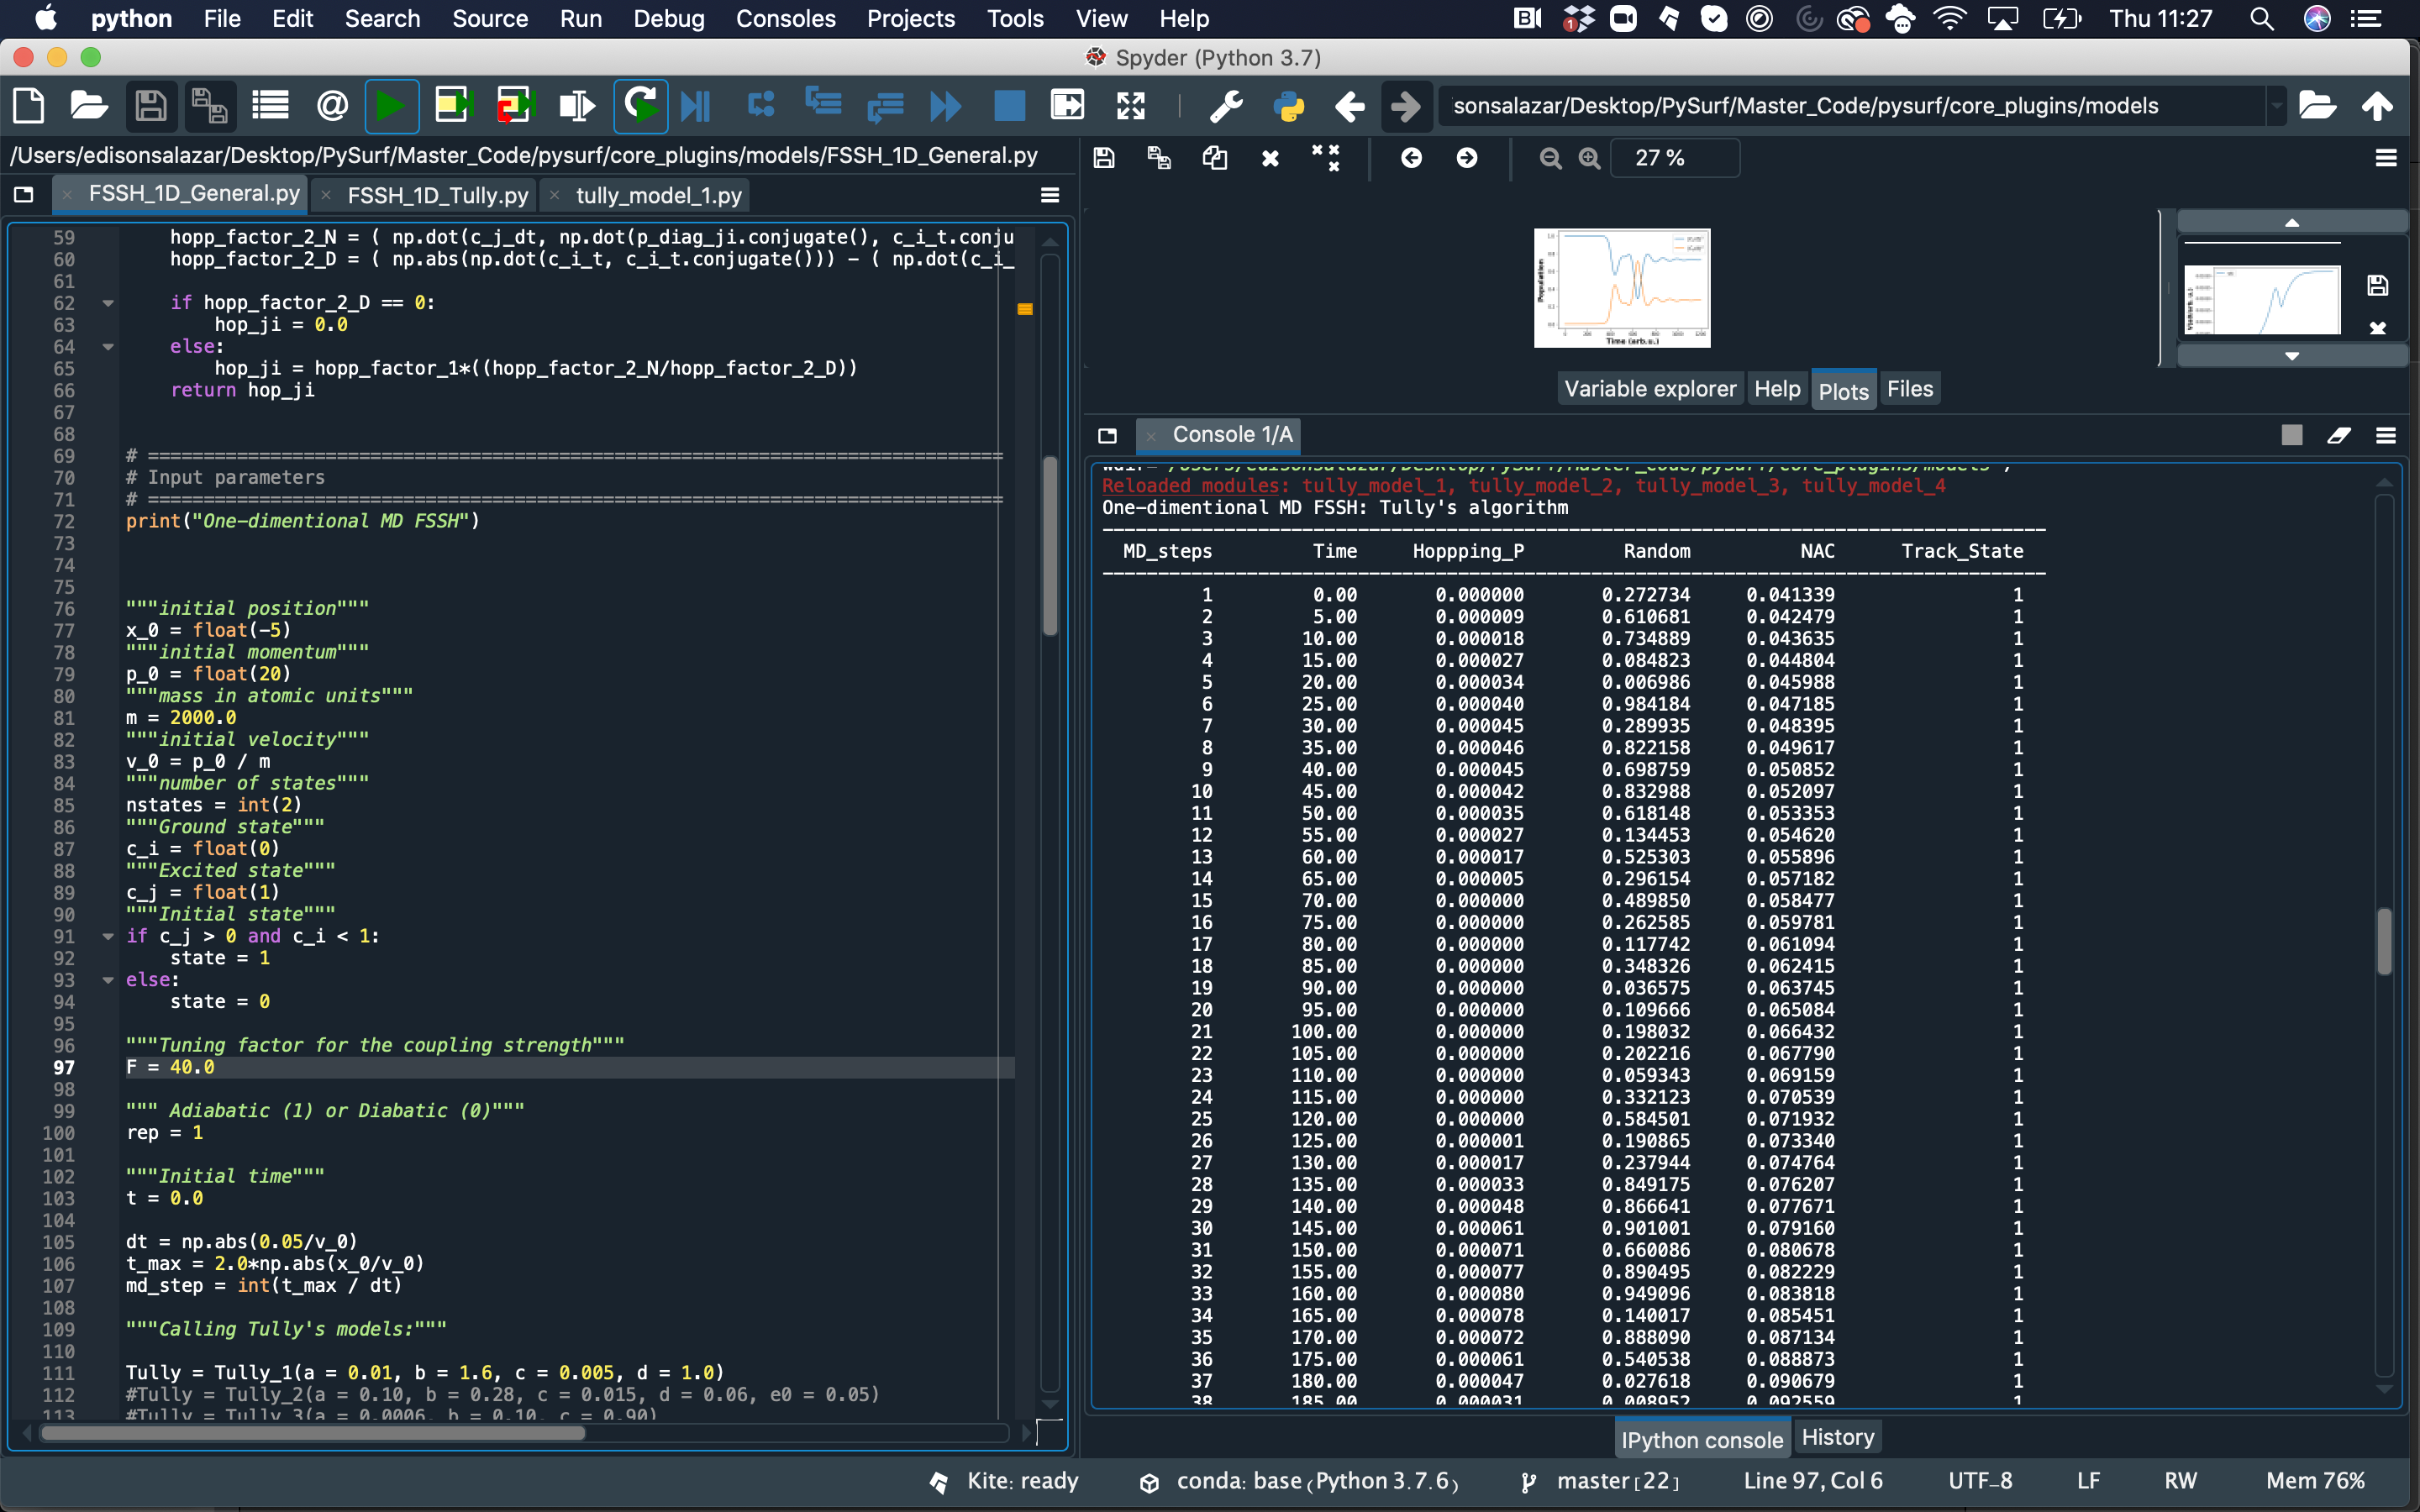 python File Edit Search Source Run Debug Consoles Projects Tools View Help Thu 11:27
Spyder (Python 3.7)
sonsalazar/Desktop/PySurf/Master_Code/pysurf/core_plugins/models
/Users/edisonsalazar/Desktop/PySurf/Master_Code/pysurf/core_plugins/models/FSSH_1D_General.py
27 %
FSSH_1D_General.py FSSH_1D_Tully.py tully_model_1.py
59 hopp_factor_2_N = ( np.dot(c_j_dt, np.dot(p_diag_ji.conjugate(), c_i_t.conju
60 hopp_factor_2_D = ( np.abs(np.dot(c_i_t, c_i_t.conjugate())) - ( np.dot(c_i_
61
62 if hopp_factor_2_D == 0:
63 hop_ji = 0.0
64 else:
65 hop_ji = hopp_factor_1*((hopp_factor_2_N/hopp_factor_2_D))
66 return hop_ji
67
68
69 # =============================================================================
70 # Input parameters
71 # =============================================================================
72 print("One-dimentional MD FSSH")
73
74
75
76 """initial position"""
77 x_0 = float(-5)
78 """initial momentum"""
79 p_0 = float(20)
80 """mass in atomic units"""
81 m = 2000.0
82 """initial velocity"""
83 v_0 = p_0 / m
84 """number of states"""
85 nstates = int(2)
86 """Ground state"""
87 c_i = float(0)
88 """Excited state"""
89 c_j = float(1)
90 """Initial state"""
91 if c_j > 0 and c_i < 1:
92 state = 1
93 else:
94 state = 0
95
96 """Tuning factor for the coupling strength"""
97 F = 40.0
98
99 """ Adiabatic (1) or Diabatic (0)"""
100 rep = 1
101
102 """Initial time"""
103 t = 0.0
104
105 dt = np.abs(0.05/v_0)
106 t_max = 2.0*np.abs(x_0/v_0)
107 md_step = int(t_max / dt)
108
109 """Calling Tully's models:"""
110
111 Tully = Tully_1(a = 0.01, b = 1.6, c = 0.005, d = 1.0)
112 #Tully = Tully_2(a = 0.10, b = 0.28, c = 0.015, d = 0.06, e0 = 0.05)
113 #Tully = Tully_3(a = 0.0006, b = 0.10, c = 0.90)
Population
Time (arb.u.)
Variable explorer Help Plots Files
Console 1/A
wdir='/Users/edisonsalazar/Desktop/PySurf/Master_Code/pysurf/core_plugins/models')
Reloaded modules: tully_model_1, tully_model_2, tully_model_3, tully_model_4
One-dimentional MD FSSH: Tully's algorithm
MD_steps Time Hoppping_P Random NAC Track_State
1 0.00 0.000000 0.272734 0.041339 1
2 5.00 0.000009 0.610681 0.042479 1
3 10.00 0.000018 0.734889 0.043635 1
4 15.00 0.000027 0.084823 0.044804 1
5 20.00 0.000034 0.006986 0.045988 1
6 25.00 0.000040 0.984184 0.047185 1
7 30.00 0.000045 0.289935 0.048395 1
8 35.00 0.000046 0.822158 0.049617 1
9 40.00 0.000045 0.698759 0.050852 1
10 45.00 0.000042 0.832988 0.052097 1
11 50.00 0.000035 0.618148 0.053353 1
12 55.00 0.000027 0.134453 0.054620 1
13 60.00 0.000017 0.525303 0.055896 1
14 65.00 0.000005 0.296154 0.057182 1
15 70.00 0.000000 0.489850 0.058477 1
16 75.00 0.000000 0.262585 0.059781 1
17 80.00 0.000000 0.117742 0.061094 1
18 85.00 0.000000 0.348326 0.062415 1
19 90.00 0.000000 0.036575 0.063745 1
20 95.00 0.000000 0.109666 0.065084 1
21 100.00 0.000000 0.198032 0.066432 1
22 105.00 0.000000 0.202216 0.067790 1
23 110.00 0.000000 0.059343 0.069159 1
24 115.00 0.000000 0.332123 0.070539 1
25 120.00 0.000000 0.584501 0.071932 1
26 125.00 0.000001 0.190865 0.073340 1
27 130.00 0.000017 0.237944 0.074764 1
28 135.00 0.000033 0.849175 0.076207 1
29 140.00 0.000048 0.866641 0.077671 1
30 145.00 0.000061 0.901001 0.079160 1
31 150.00 0.000071 0.660086 0.080678 1
32 155.00 0.000077 0.890495 0.082229 1
33 160.00 0.000080 0.949096 0.083818 1
34 165.00 0.000078 0.140017 0.085451 1
35 170.00 0.000072 0.888090 0.087134 1
36 175.00 0.000061 0.540538 0.088873 1
37 180.00 0.000047 0.027618 0.090679 1
38 185.00 0.000031 0.008952 0.092559 1
IPython console History
Kite: ready conda: base (Python 3.7.6) master [22] Line 97, Col 6 UTF-8 LF RW Mem 76%